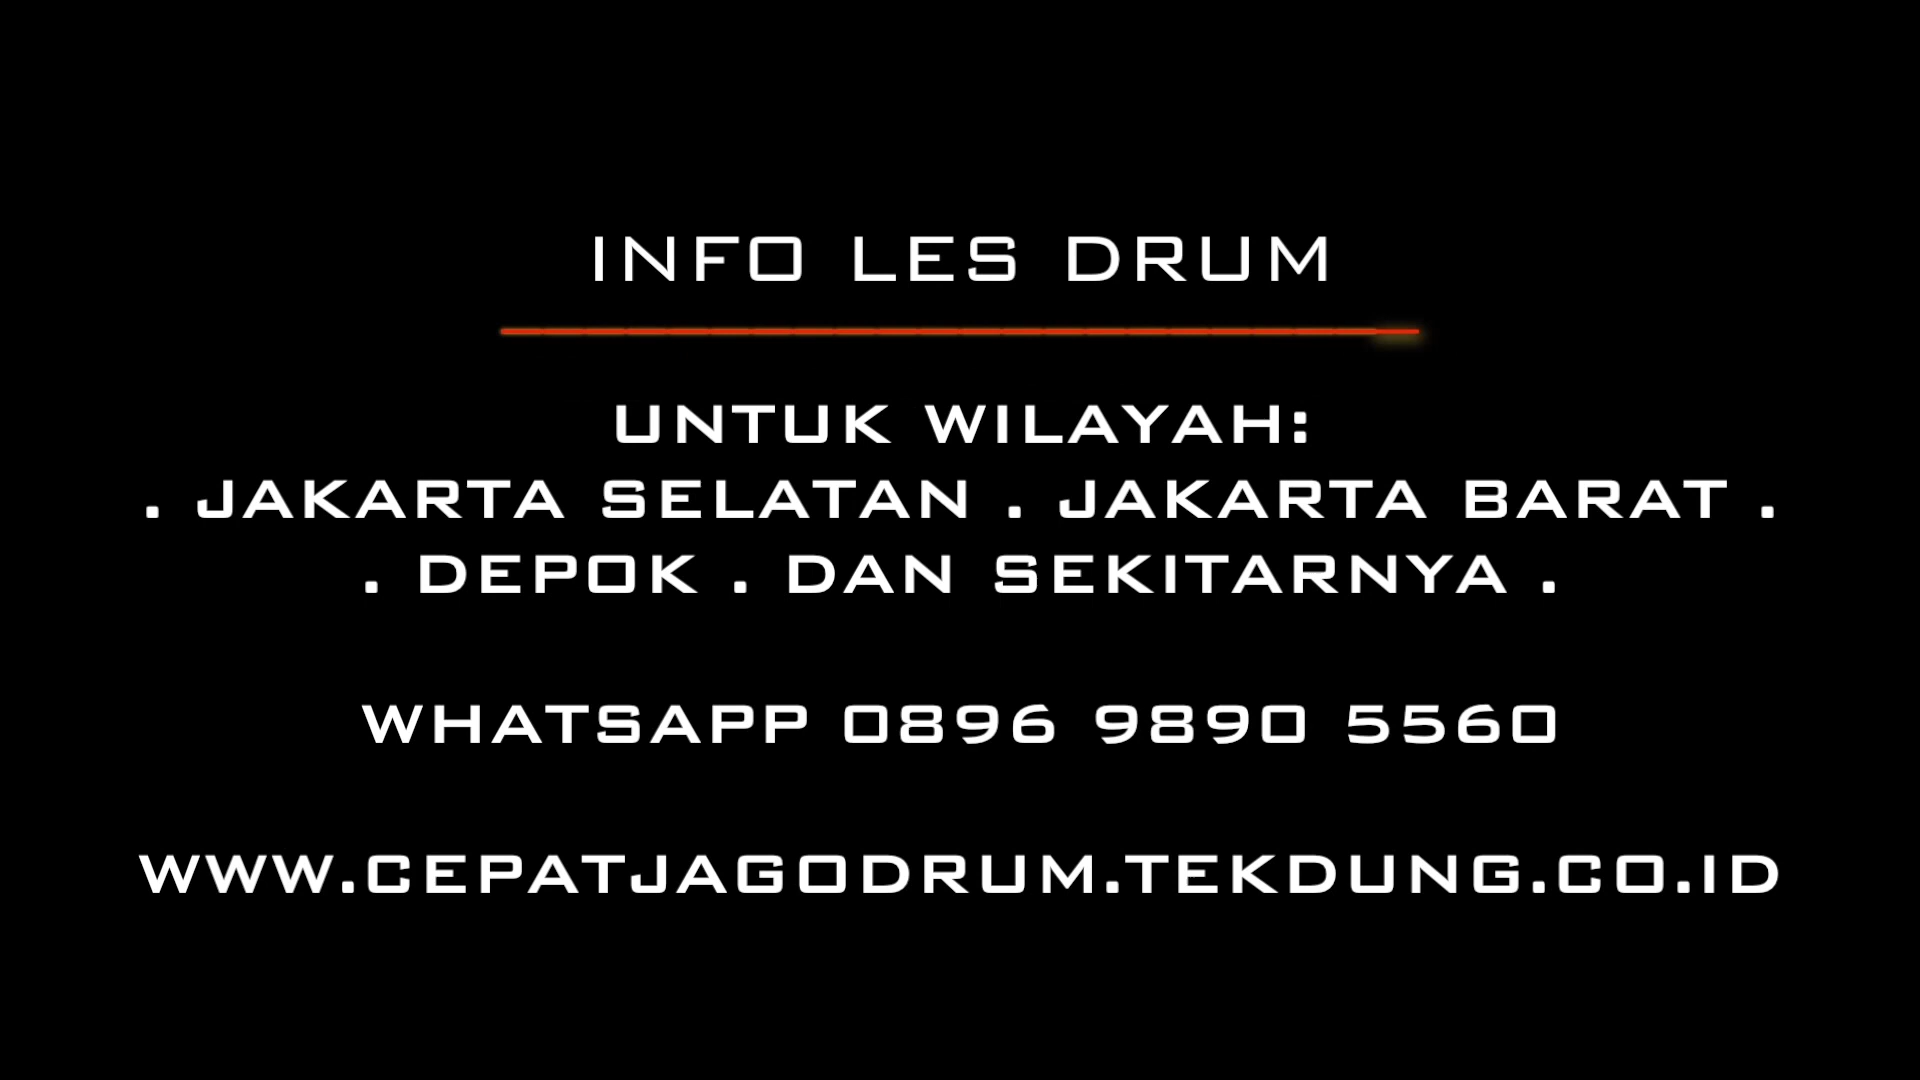 INFO LES DRUM
UNTUK WILAYAH:
. JAKARTA SELATAN . JAKARTA BARAT .
. DEPOK . DAN SEKITARNYA .
WHATSAPP 0896 9890 5560
WWW.CEPATJAGODRUM.TEKDUNG.CO.ID